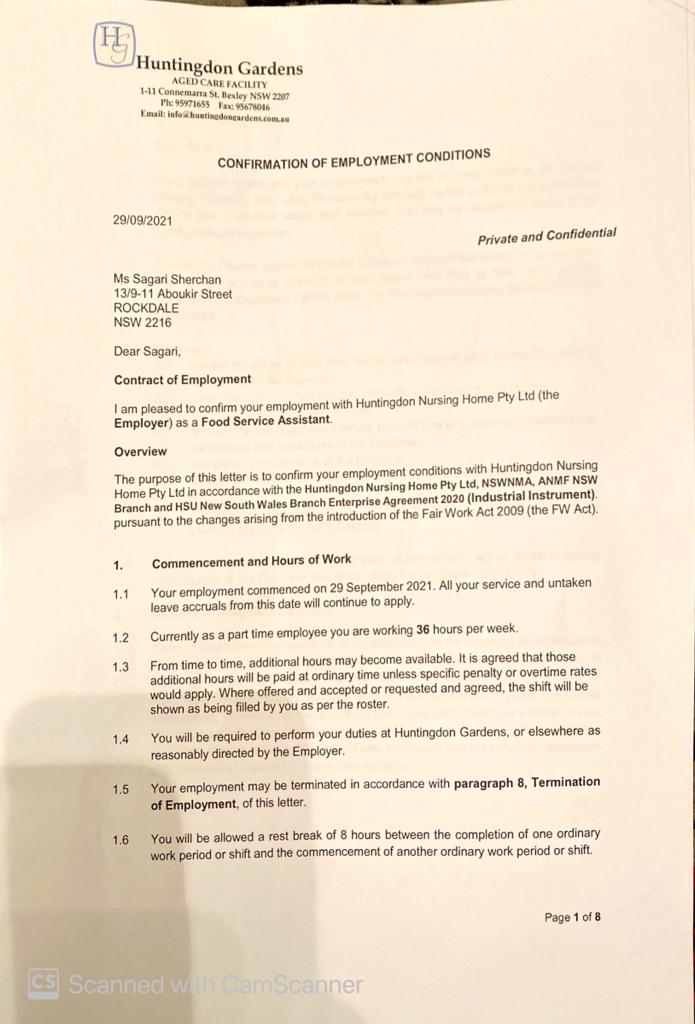 HG
Huntingdon Gardens
AGED CARE FACILITY
1-11 Connemarra St. Bexley NSW 2207
Ph: 95971655 Fax: 95678046
Email: info@huntingdongardens.com.au
CONFIRMATION OF EMPLOYMENT CONDITIONS
29/09/2021
Private and Confidential
Ms Sagari Sherchan
13/9-11 Aboukir Street
ROCKDALE
NSW 2216
Dear Sagari,
Contract of Employment
I am pleased to confirm your employment with Huntingdon Nursing Home Pty Ltd (the
Employer) as a Food Service Assistant.
Overview
The purpose of this letter is to confirm your employment conditions with Huntingdon Nursing
Home Pty Ltd in accordance with the Huntingdon Nursing Home Pty Ltd, NSWNMA, ANMF NSW
Branch and HSU New South Wales Branch Enterprise Agreement 2020 (Industrial Instrument).
pursuant to the changes arising from the introduction of the Fair Work Act 2009 (the FW Act).
1. Commencement and Hours of Work
1.1 Your employment commenced on 29 September 2021. All your service and untaken
leave accruals from this date will continue to apply.
1.2 Currently as a part time employee you are working 36 hours per week.
1.3 From time to time, additional hours may become available. It is agreed that those
additional hours will be paid at ordinary time unless specific penalty or overtime rates
would apply. Where offered and accepted or requested and agreed, the shift will be
shown as being filled by you as per the roster.
1.4 You will be required to perform your duties at Huntingdon Gardens, or elsewhere as
reasonably directed by the Employer.
1.5 Your employment may be terminated in accordance with paragraph 8, Termination
of Employment, of this letter.
1.6 You will be allowed a rest break of 8 hours between the completion of one ordinary
work period or shift and the commencement of another ordinary work period or shift.
Page 1 of 8
CS Scanned with CamScanner